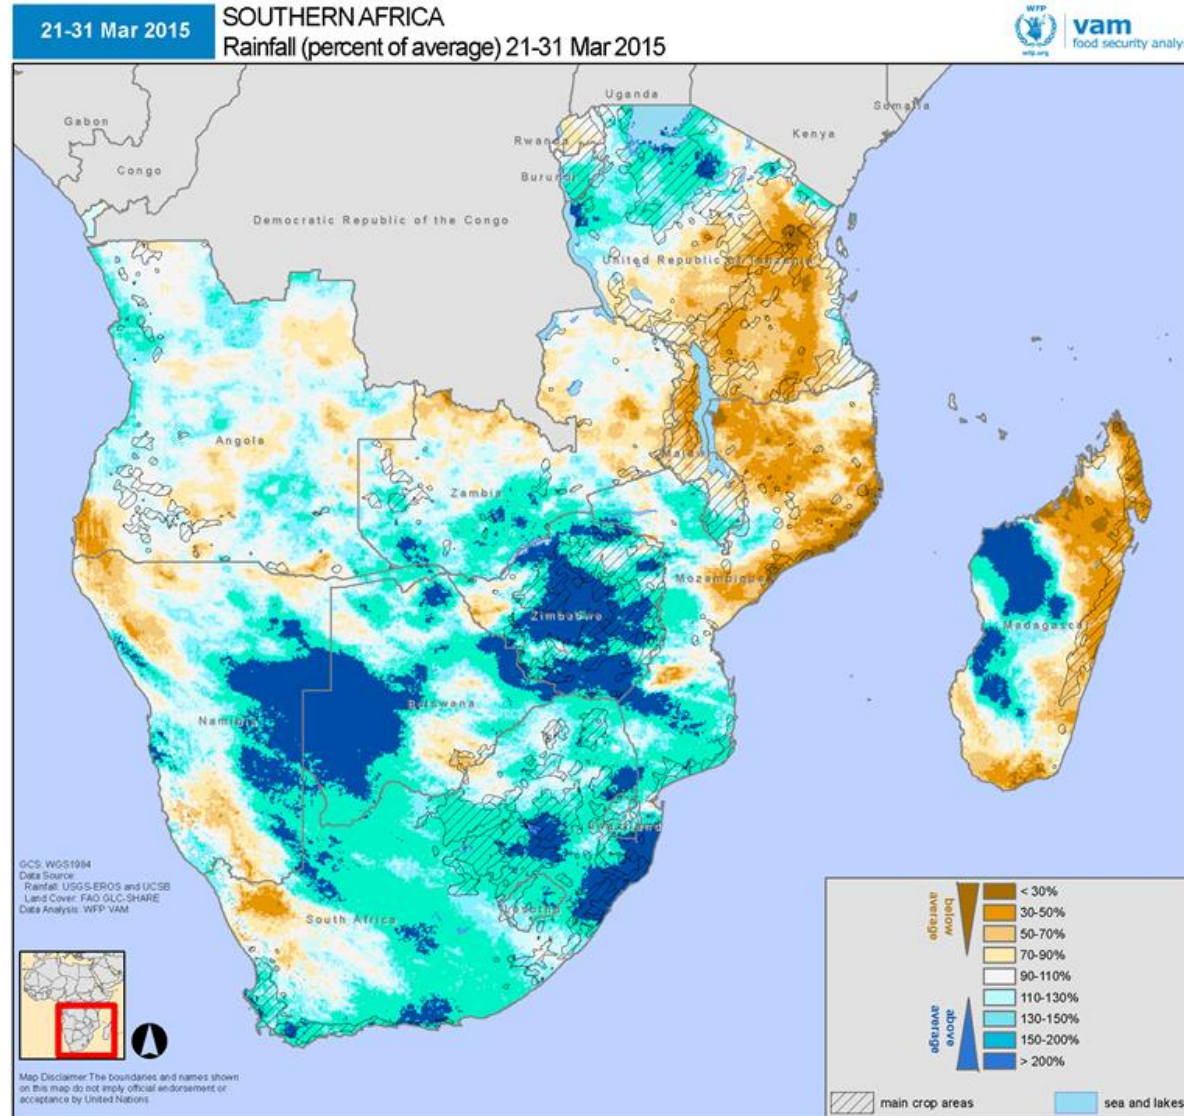 21-31 Mar 2015
SOUTHERN AFRICA
Rainfall (percent of average) 21-31 Mar 2015
WFP
wfp.org
vam
food security analys
Uganda
Somalia
Gabon
Kenya
Rwanda
Congo
Burundi
Democratic Republic of the Congo
United Republic of Tanzania
Angola
Malawi
Zambia
Mozambique
Zimbabwe
Madagascar
Namibia
Botswana
Swaziland
Lesotho
South Africa
GCS: WGS1984
Data Source:
Rainfall: USGS-EROS and UCSB
Land Cover: FAO GLC-SHARE
Data Analysis: WFP VAM
Map Disclaimer: The boundaries and names shown
on this map do not imply official endorsement or
acceptance by United Nations
below
average
< 30%
30-50%
50-70%
70-90%
90-110%
110-130%
130-150%
150-200%
> 200%
above
average
main crop areas
sea and lakes